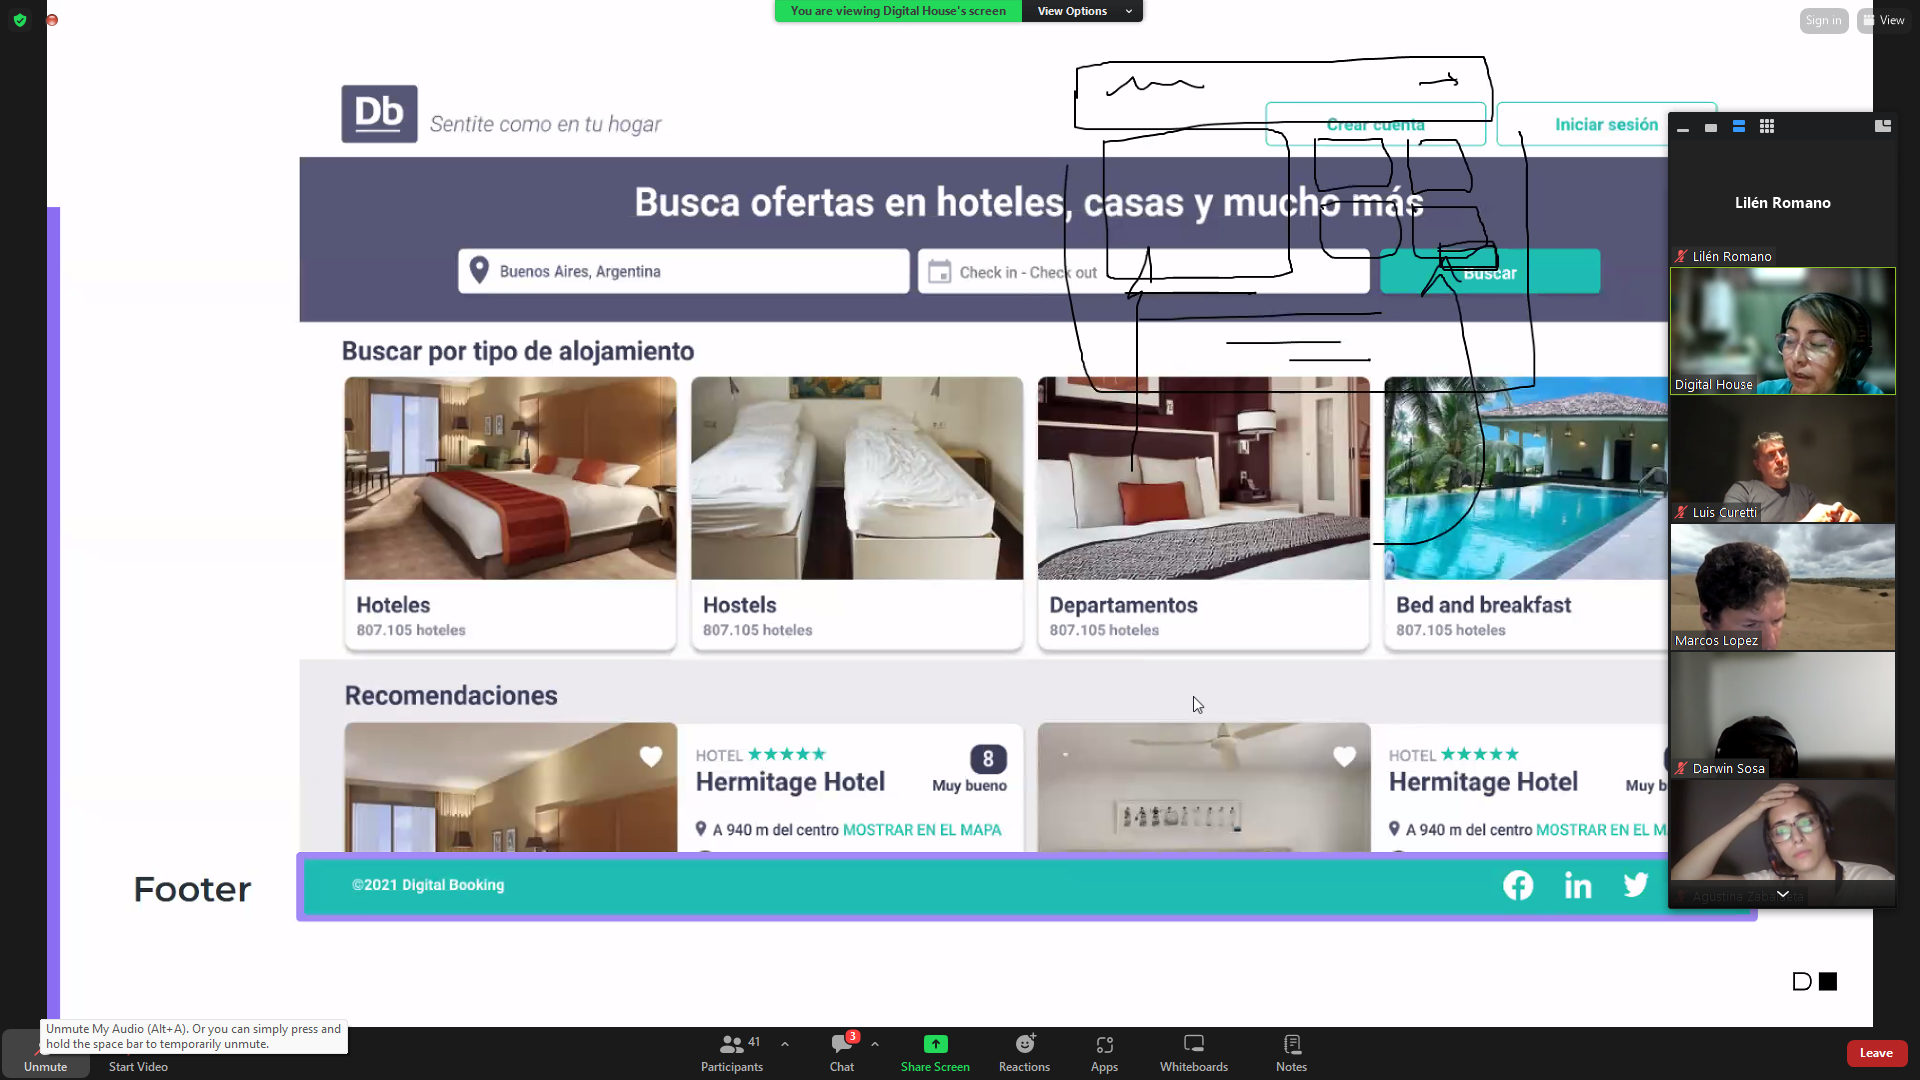 You are viewing Digital House's screen
View Options
Sign in
View
Db
Sentite como en tu hogar
Crear cuenta
Iniciar sesión
Busca ofertas en hoteles, casas y mucho más
Buenos Aires, Argentina
Check in - Check out
Buscar
Buscar por tipo de alojamiento
Hoteles
807.105 hoteles
Hostels
807.105 hoteles
Departamentos
807.105 hoteles
Bed and breakfast
807.105 hoteles
Recomendaciones
HOTEL
8
Hermitage Hotel
Muy bueno
A 940 m del centro MOSTRAR EN EL MAPA
HOTEL
Hermitage Hotel
Muy b
A 940 m del centro MOSTRAR EN EL M
Footer
©2021 Digital Booking
Lilén Romano
Lilén Romano
Digital House
Luis Curetti
Marcos Lopez
Darwin Sosa
Unmute My Audio (Alt+A). Or you can simply press and
hold the space bar to temporarily unmute.
Unmute
Start Video
41
Participants
3
Chat
Share Screen
Reactions
Apps
Whiteboards
Notes
Leave